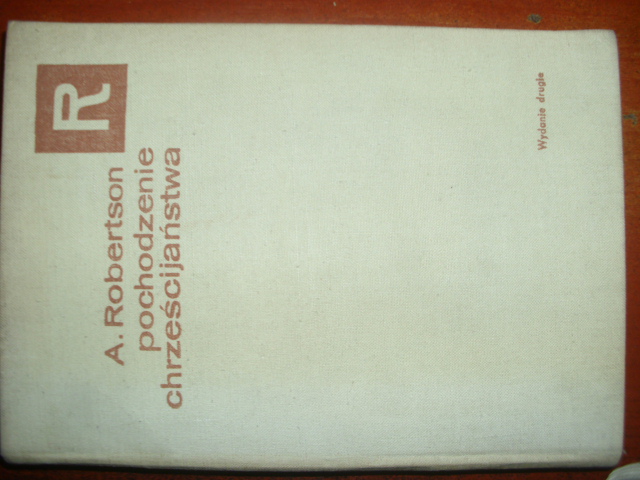 R
A. Robertson
pochodzenie
chrześcijaństwa
Wydanie drugie